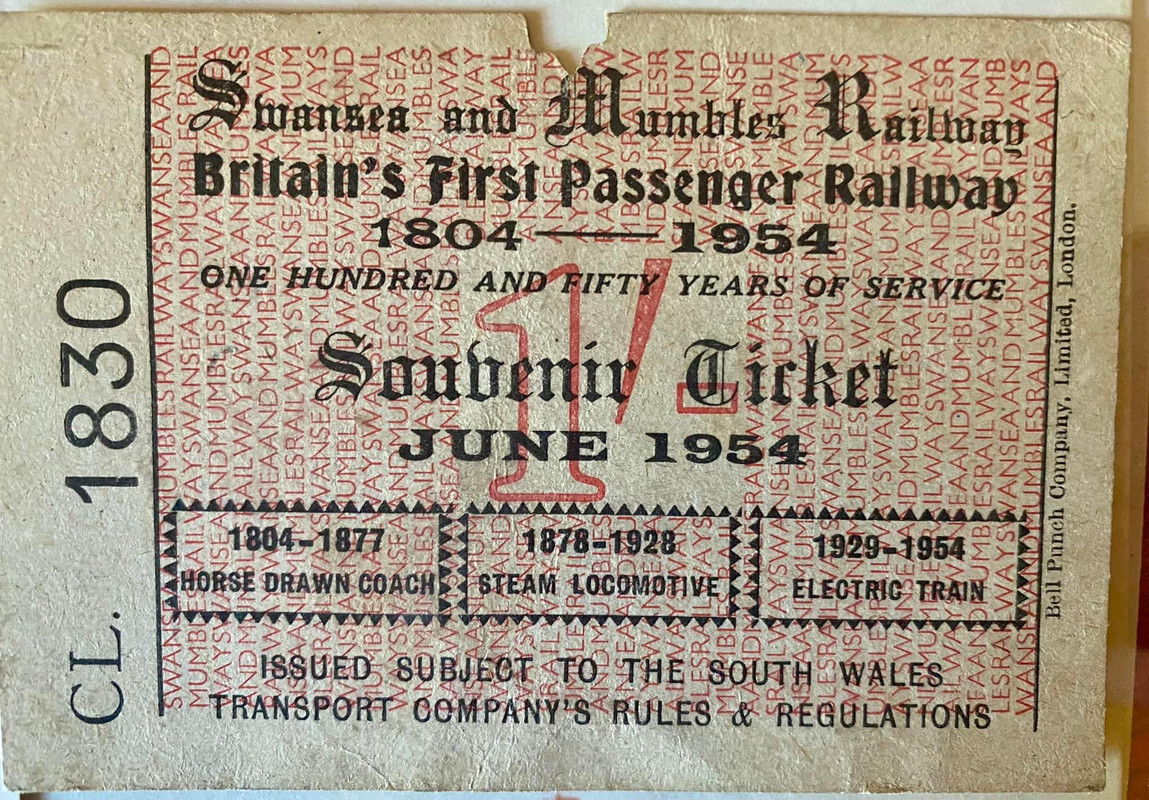 Swansea and Mumbles Railway
Britain's First Passenger Railway
1804 — 1954
ONE HUNDRED AND FIFTY YEARS OF SERVICE
1/-
Souvenir Ticket
JUNE 1954
1804-1877
HORSE DRAWN COACH
1878-1928
STEAM LOCOMOTIVE
1929-1954
ELECTRIC TRAIN
ISSUED SUBJECT TO THE SOUTH WALES
TRANSPORT COMPANY'S RULES & REGULATIONS
CL. 1830
Bell Punch Company, Limited, London.